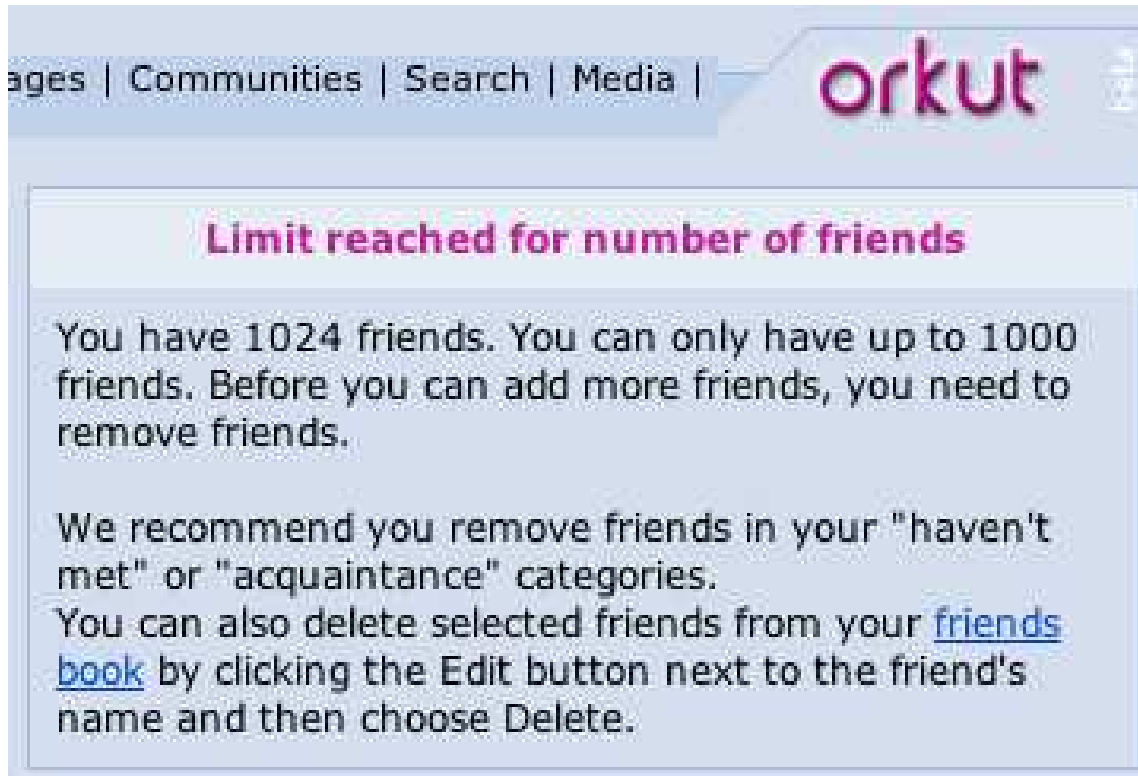 ages | Communities | Search | Media |
orkut
Limit reached for number of friends
You have 1024 friends. You can only have up to 1000
friends. Before you can add more friends, you need to
remove friends.
We recommend you remove friends in your "haven't
met" or "acquaintance" categories.
You can also delete selected friends from your friends
book by clicking the Edit button next to the friend's
name and then choose Delete.